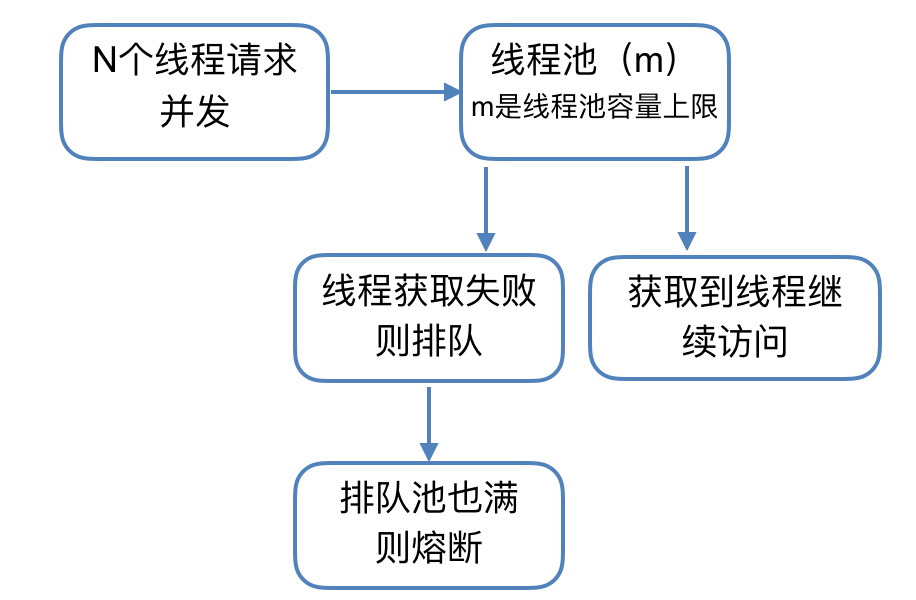 N个线程请求
并发
线程池（m）
m是线程池容量上限
线程获取失败
则排队
获取到线程继
续访问
排队池也满
则熔断